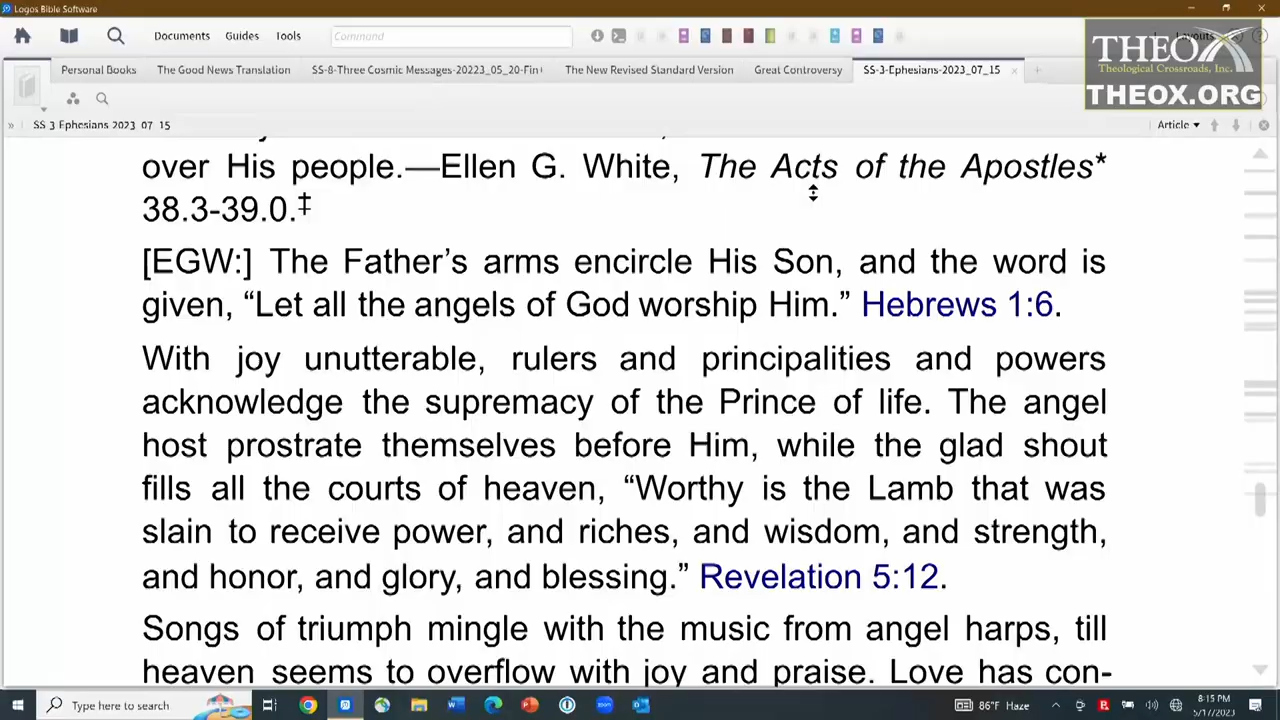 Logos Bible Software
Documents Guides Tools Command Layouts
THEOX
Theological Crossroads, Inc.
THEOX.ORG
Personal Books The Good News Translation SS-8-Three Cosmic Messages 2023_05_20-Fin The New Revised Standard Version Great Controversy SS-3-Ephesians-2023_07_15
» SS 3 Ephesians 2023 07 15 Article
over His people.—Ellen G. White, The Acts of the Apostles*
38.3-39.0.‡
[EGW:] The Father’s arms encircle His Son, and the word is
given, “Let all the angels of God worship Him.” Hebrews 1:6.
With joy unutterable, rulers and principalities and powers
acknowledge the supremacy of the Prince of life. The angel
host prostrate themselves before Him, while the glad shout
fills all the courts of heaven, “Worthy is the Lamb that was
slain to receive power, and riches, and wisdom, and strength,
and honor, and glory, and blessing.” Revelation 5:12.
Songs of triumph mingle with the music from angel harps, till
heaven seems to overflow with joy and praise. Love has con-
Type here to search 86°F Haze 8:15 PM
5/17/2023